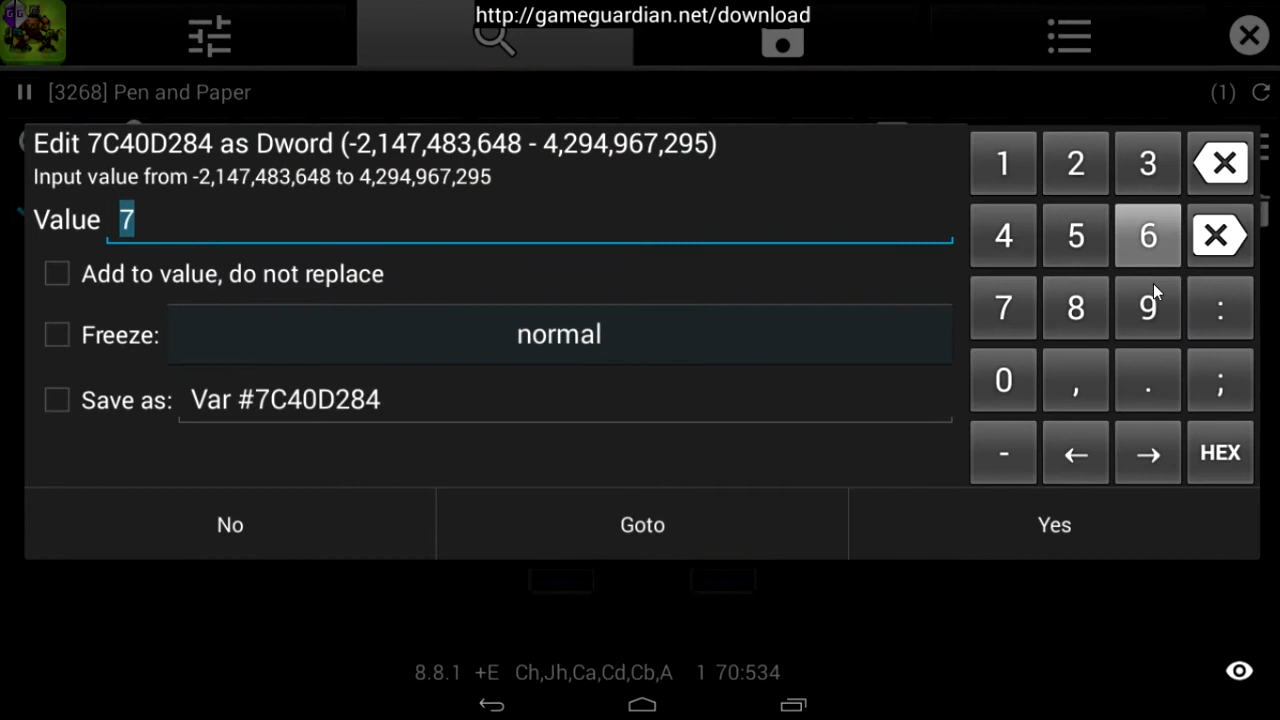 http://gameguardian.net/download
[3268] Pen and Paper
(1)
Edit 7C40D284 as Dword (-2,147,483,648 - 4,294,967,295)
Input value from -2,147,483,648 to 4,294,967,295
Value 7
Add to value, do not replace
Freeze: normal
Save as: Var #7C40D284
1 2 3
4 5 6
7 8 9 :
0 , . ;
- ← → HEX
No Goto Yes
8.8.1 +E Ch,Jh,Ca,Cd,Cb,A 1 70:534